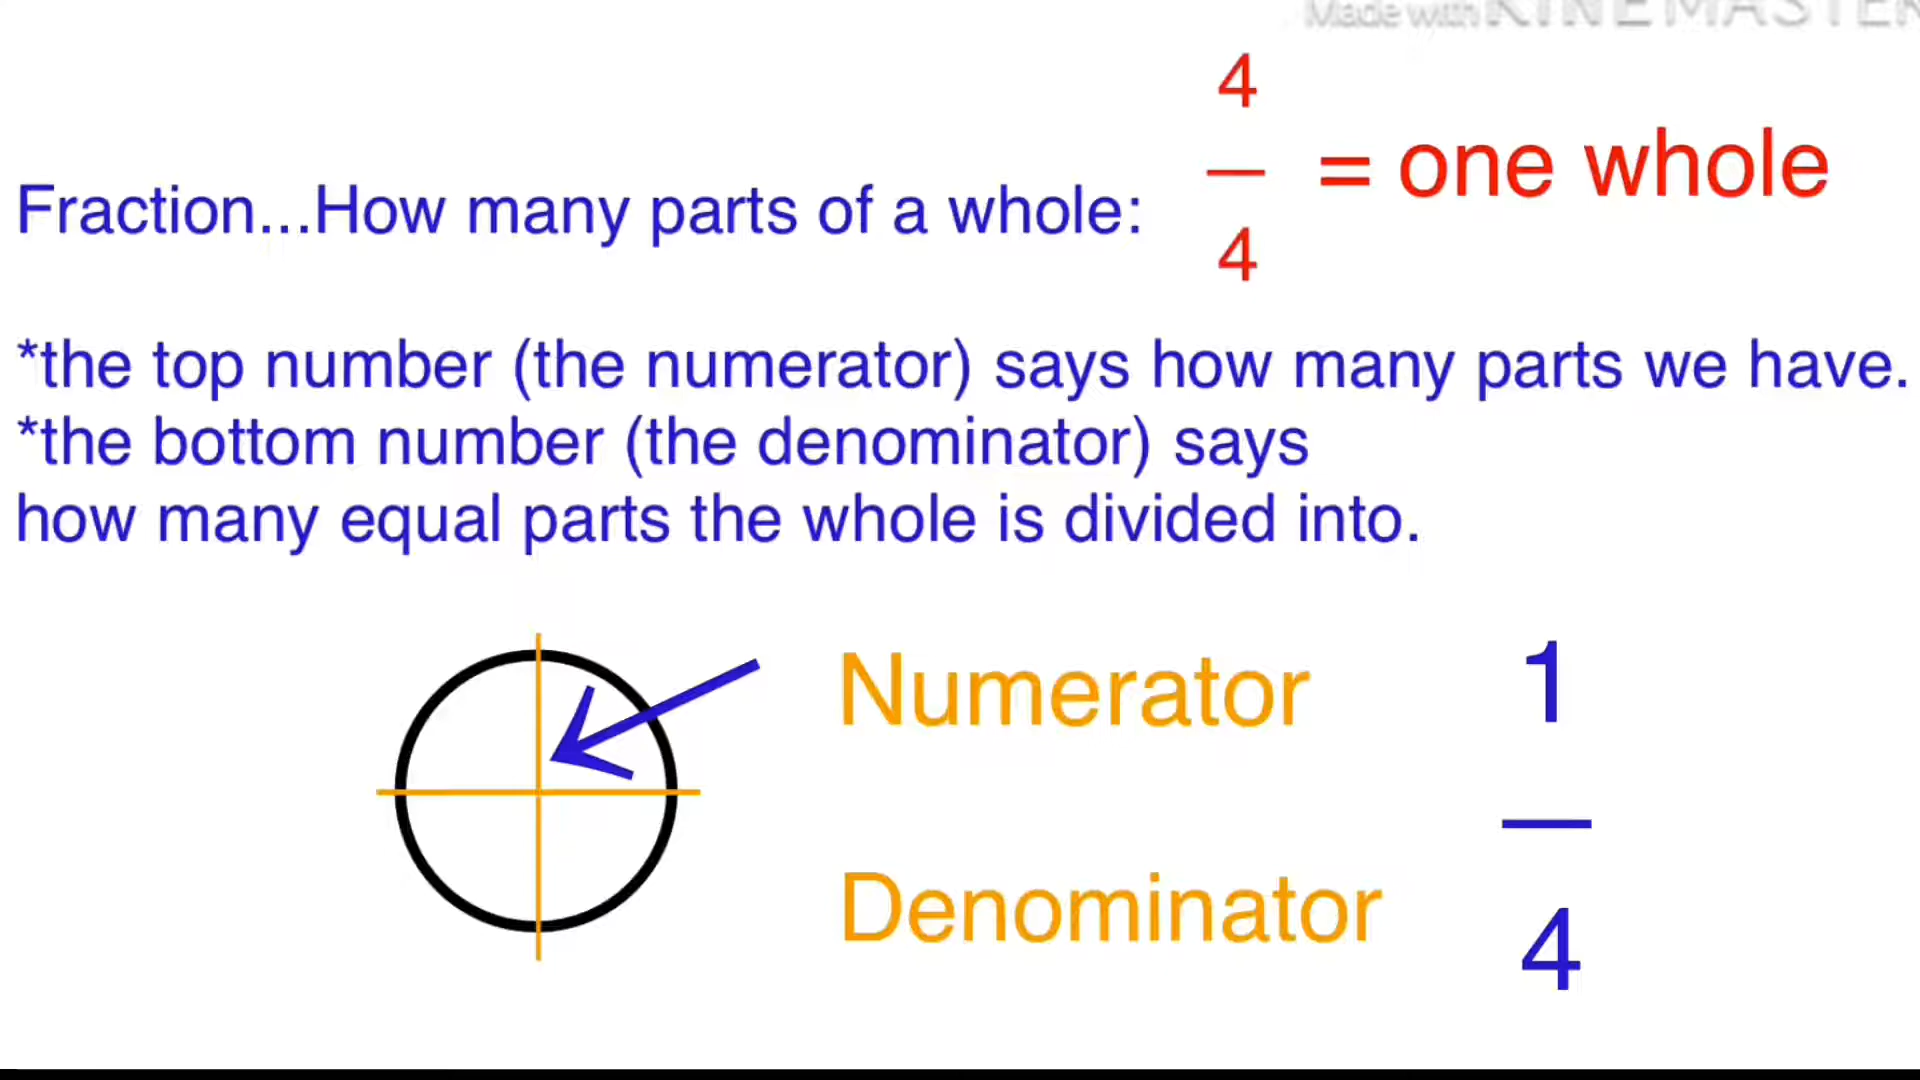 Made with KINEMASTER
4
= one whole
4
Fraction...How many parts of a whole:
*the top number (the numerator) says how many parts we have.
*the bottom number (the denominator) says
how many equal parts the whole is divided into.
Numerator 1
Denominator 4